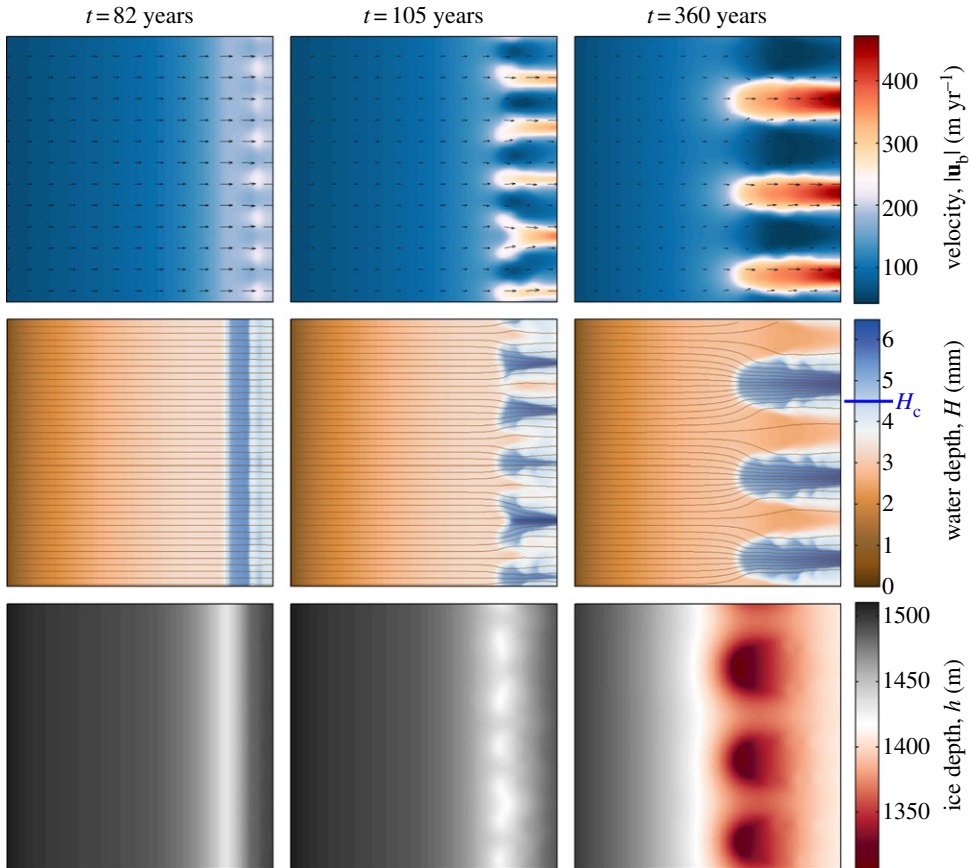 t = 82 years
t = 105 years
t = 360 years
400
300
200
100
velocity, |u_b| (m yr⁻¹)
6
5
H_c
4
3
2
1
0
water depth, H (mm)
1500
1450
1400
1350
ice depth, h (m)